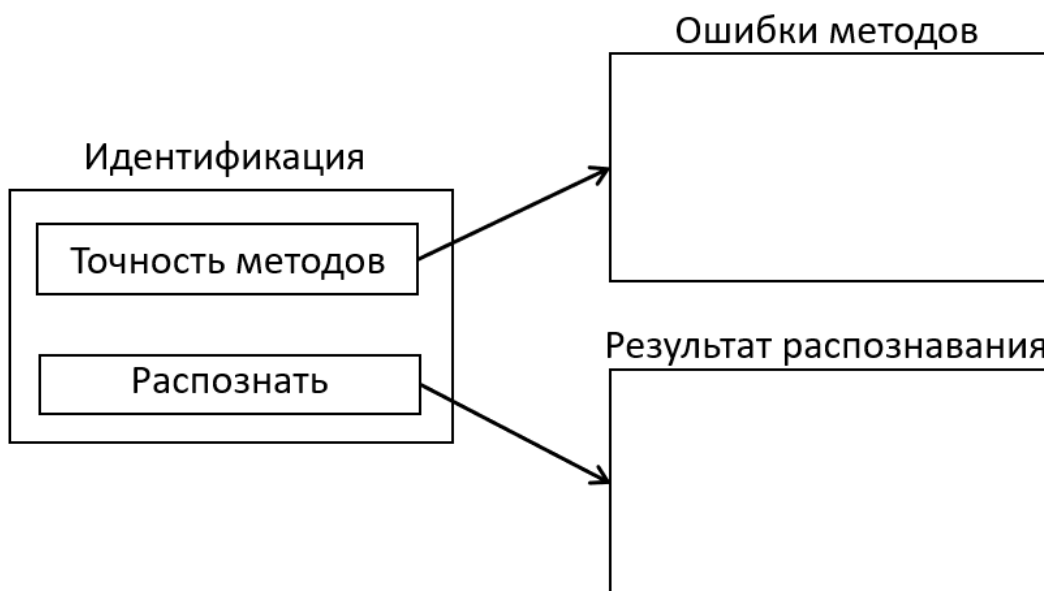 Ошибки методов
Идентификация
Точность методов
Распознать
Результат распознавания